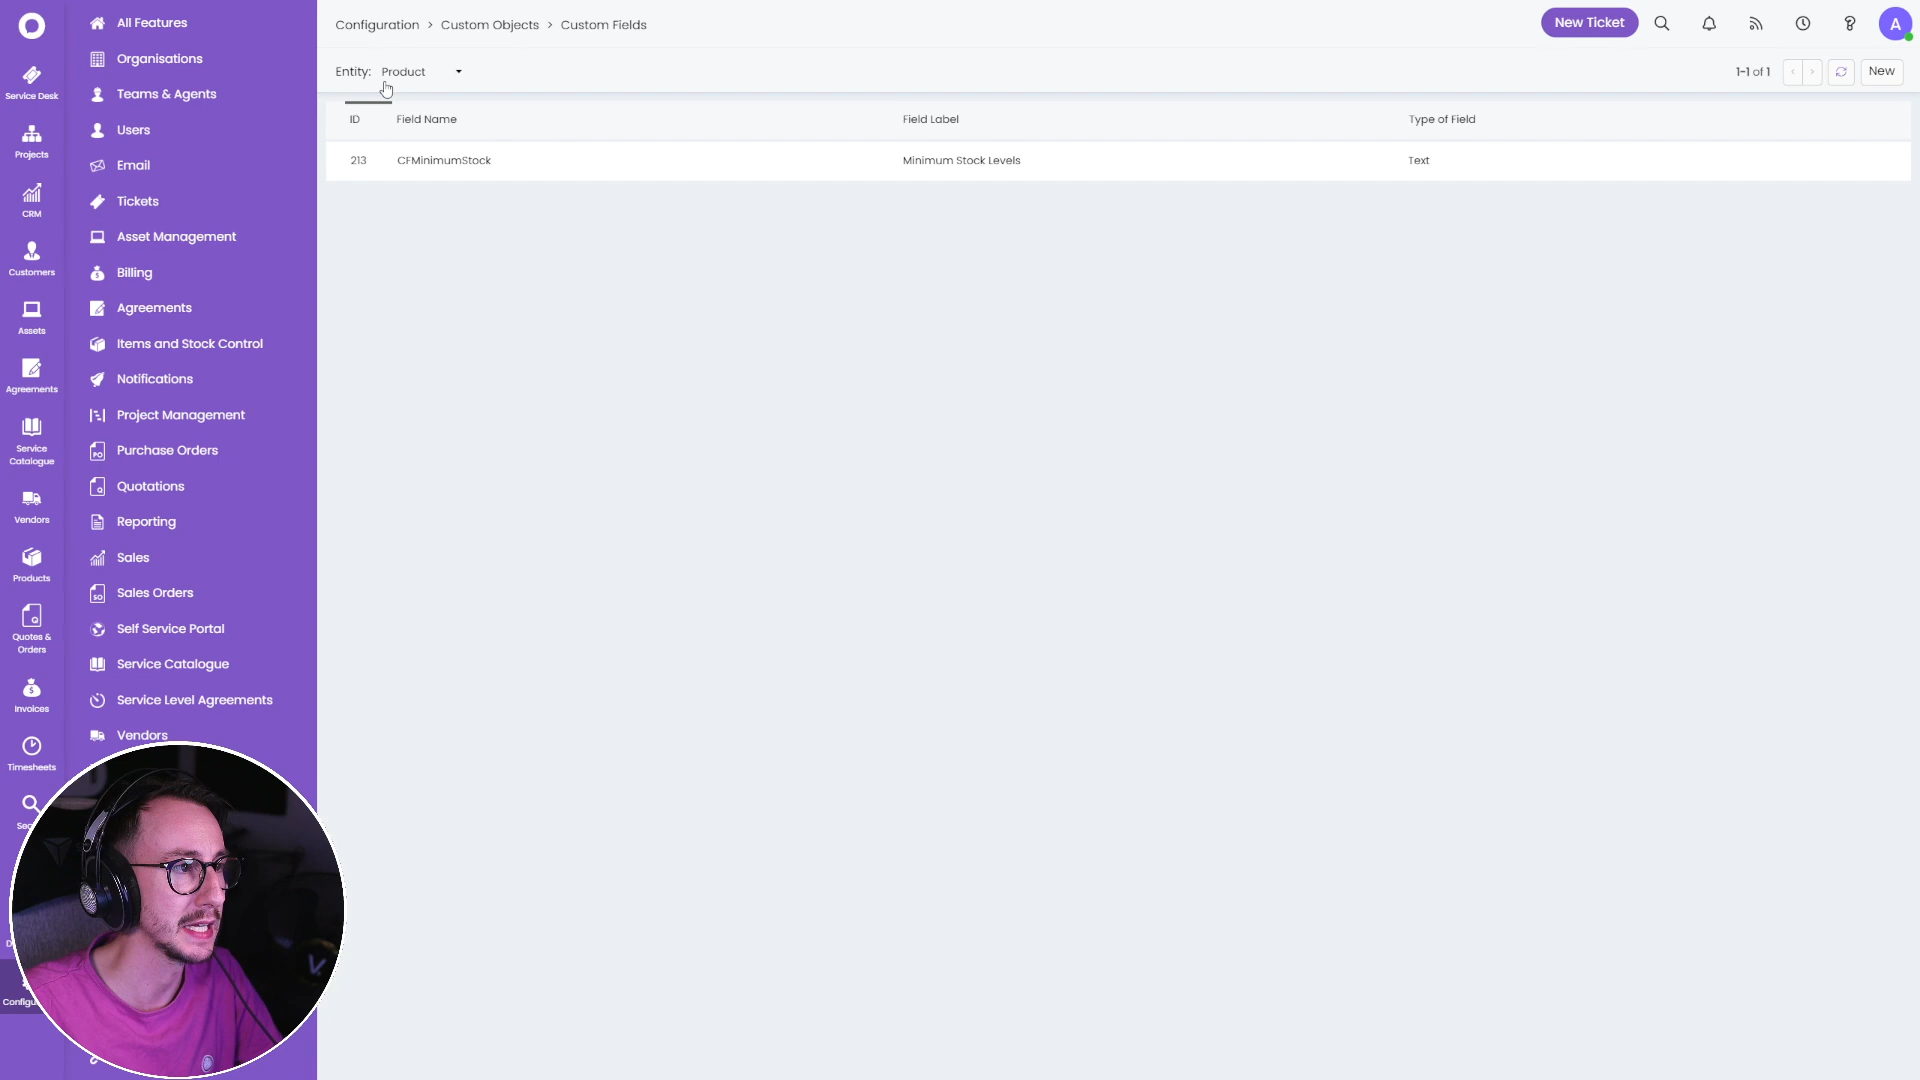 Service Desk
Projects
CRM
Customers
Assets
Agreements
Service
Catalogue
Vendors
Products
Quotes &
Orders
Invoices
Timesheets
All Features
Organisations
Teams & Agents
Users
Email
Tickets
Asset Management
Billing
Agreements
Items and Stock Control
Notifications
Project Management
Purchase Orders
Quotations
Reporting
Sales
Sales Orders
Self Service Portal
Service Catalogue
Service Level Agreements
Vendors
Configuration > Custom Objects > Custom Fields
New Ticket
A
Entity: Product
1-1 of 1
New
ID Field Name Field Label Type of Field
213 CFMinimumStock Minimum Stock Levels Text